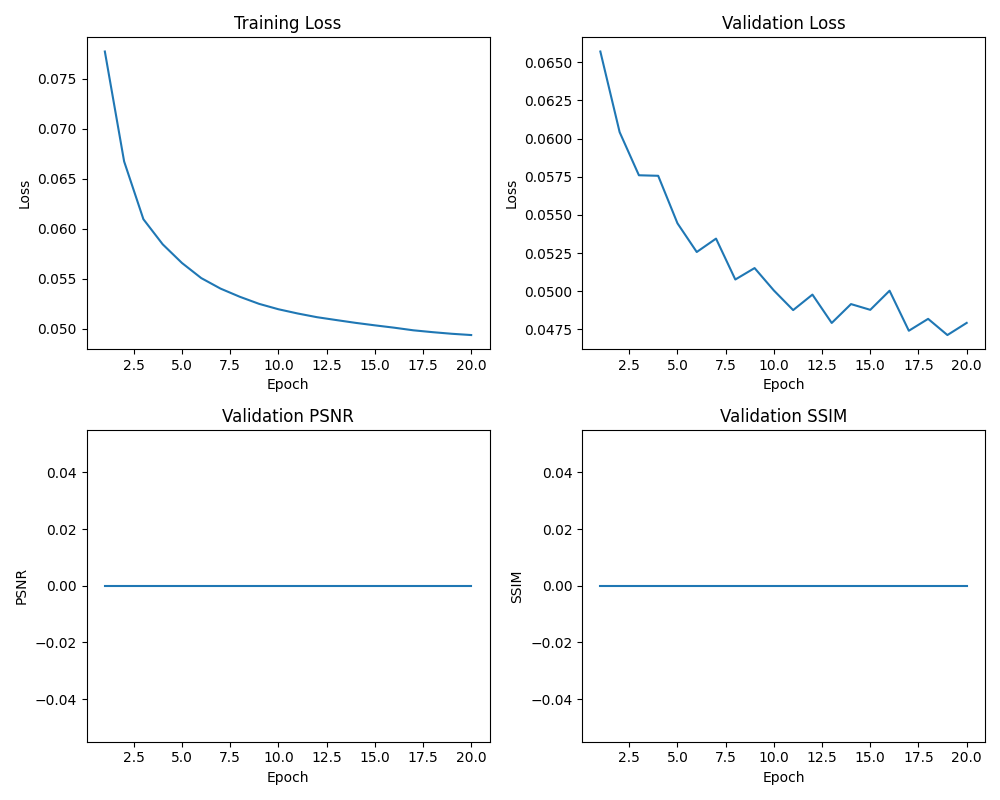 Training Loss
0.075
0.070
0.065
0.060
0.055
0.050
Loss
2.5 5.0 7.5 10.0 12.5 15.0 17.5 20.0
Epoch
Validation Loss
0.0650
0.0625
0.0600
0.0575
0.0550
0.0525
0.0500
0.0475
Loss
2.5 5.0 7.5 10.0 12.5 15.0 17.5 20.0
Epoch
Validation PSNR
0.04
0.02
0.00
−0.02
−0.04
PSNR
2.5 5.0 7.5 10.0 12.5 15.0 17.5 20.0
Epoch
Validation SSIM
0.04
0.02
0.00
−0.02
−0.04
SSIM
2.5 5.0 7.5 10.0 12.5 15.0 17.5 20.0
Epoch